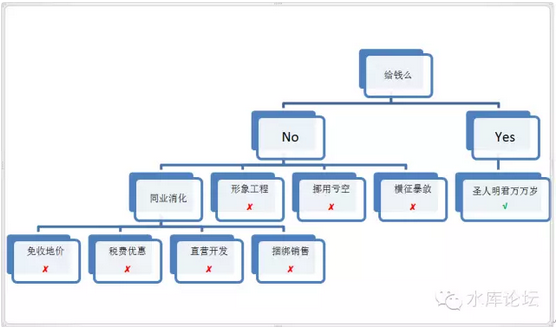 给钱么
No
Yes
同业消化
形象工程
✗
挪用亏空
✗
横征暴敛
✗
圣人明君万万岁
√
免收地价
✗
税费优惠
✗
直营开发
✗
捆绑销售
✗
水库论坛